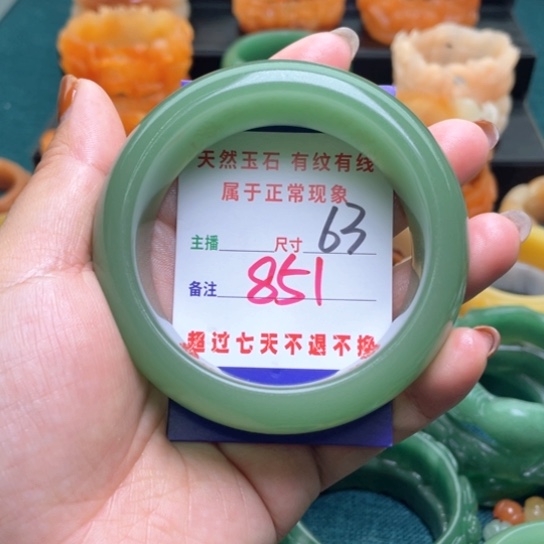 天然玉石 有纹有线
属于正常现象
主播 尺寸 63
备注 851
超过七天不退不换